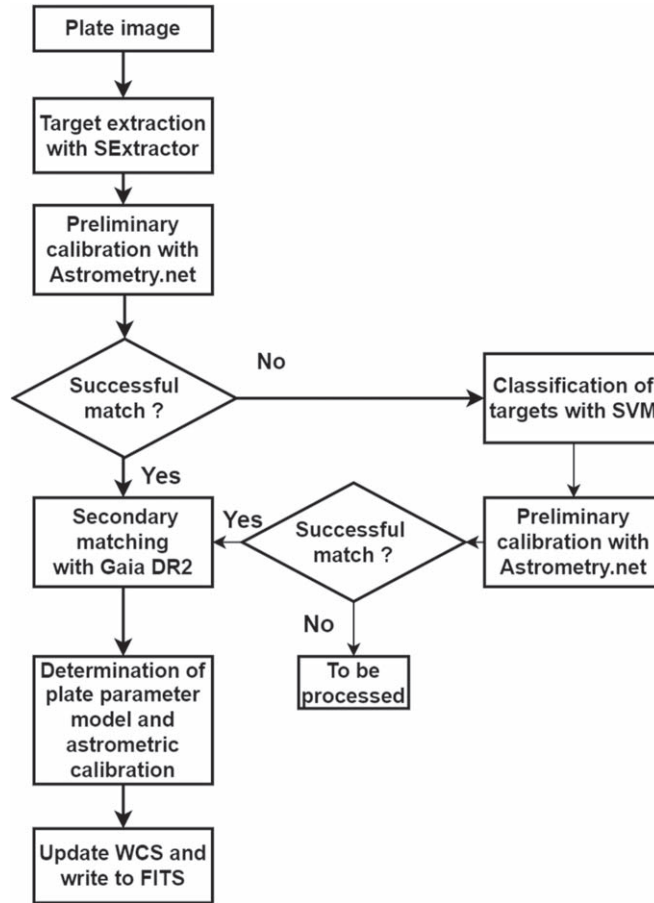 Plate image
Target extraction
with SExtractor
Preliminary
calibration with
Astrometry.net
Successful
match ?
No
Classification of
targets with SVM
Yes
Secondary
matching
with Gaia DR2
Yes
Successful
match ?
Preliminary
calibration with
Astrometry.net
No
To be
processed
Determination of
plate parameter
model and
astrometric
calibration
Update WCS and
write to FITS